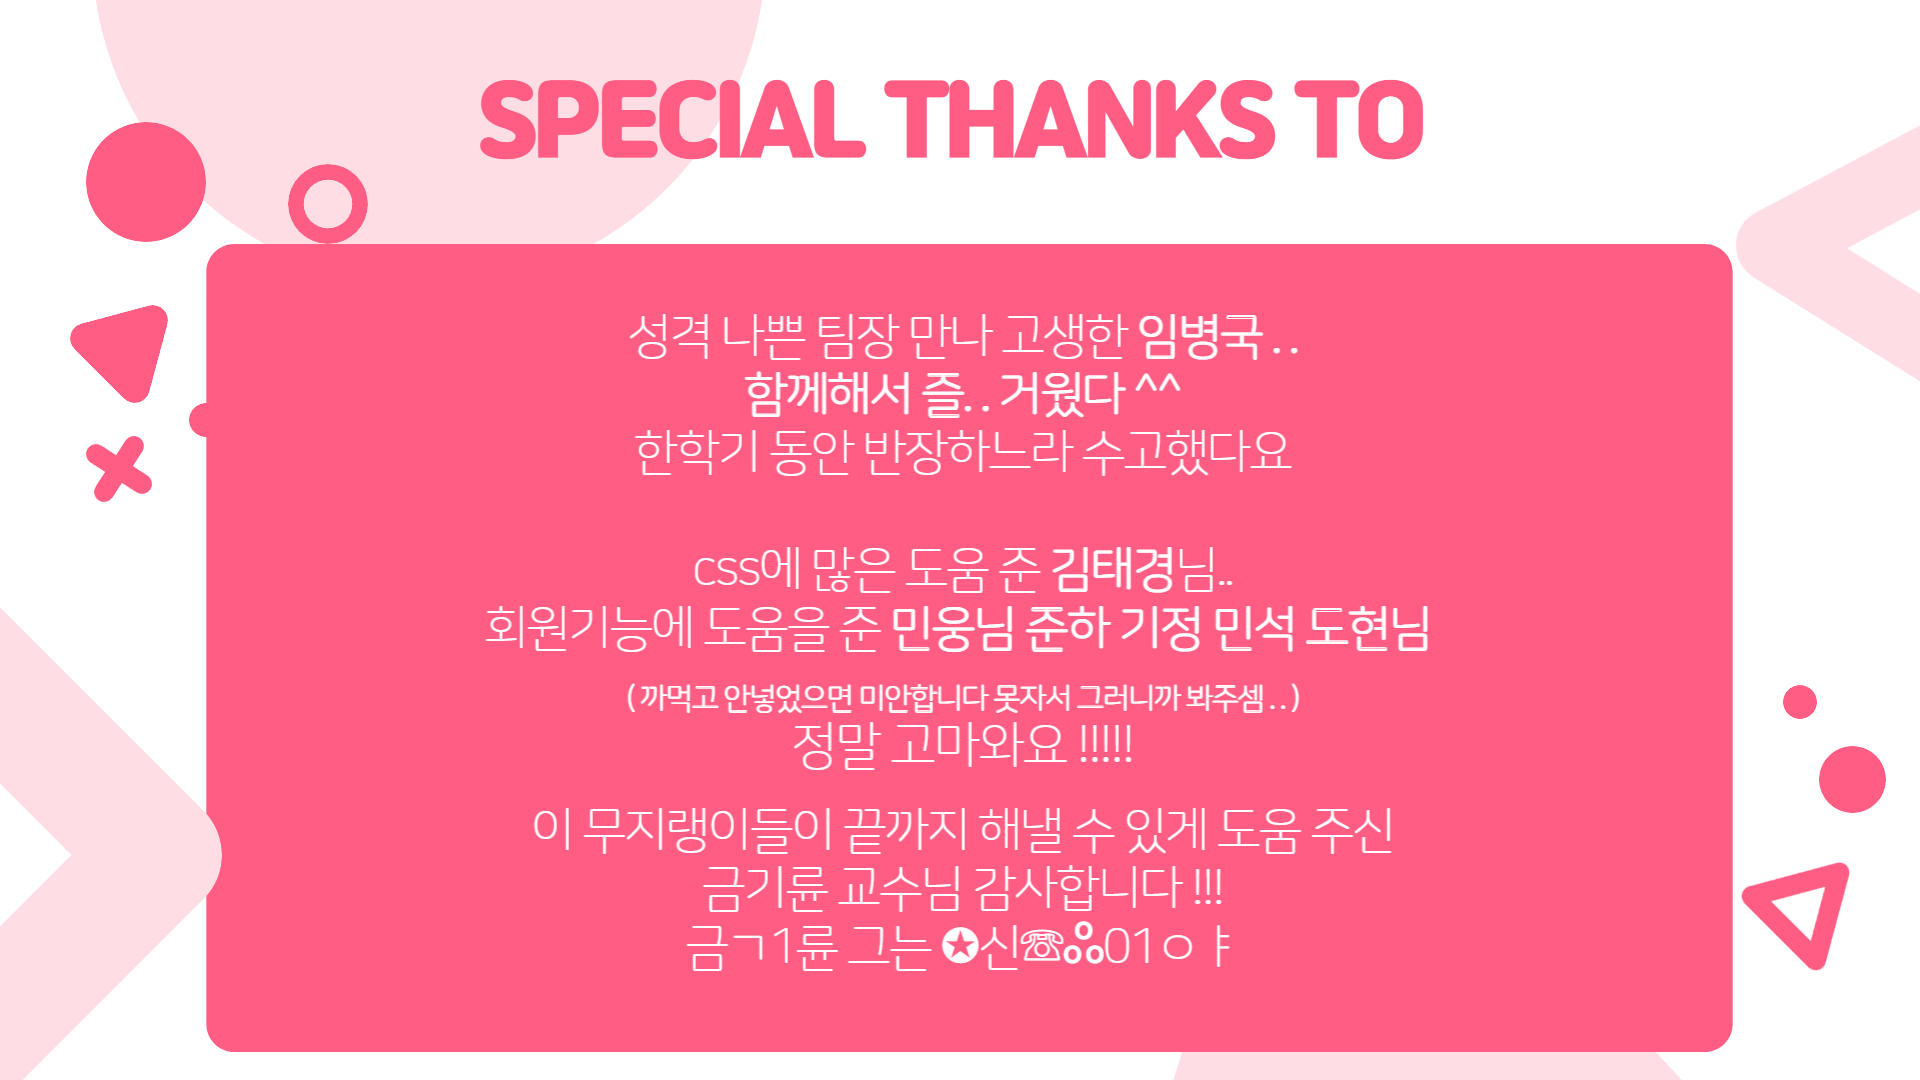 SPECIAL THANKS TO
성격 나쁜 팀장 만나 고생한 임병국 . .
함께해서 즐. . 거웠다 ^^
한학기 동안 반장하느라 수고했다요
css에 많은 도움 준 김태경님..
회원기능에 도움을 준 민웅님 준하 기정 민석 도현님
( 까먹고 안넣었으면 미안합니다 못자서 그러니까 봐주셈 . . )
정말 고마와요 !!!!!
이 무지랭이들이 끝까지 해낼 수 있게 도움 주신
금기륜 교수님 감사합니다 !!!
금ㄱ1륜 그는 ✪신☏ஃ01ㅇㅑ